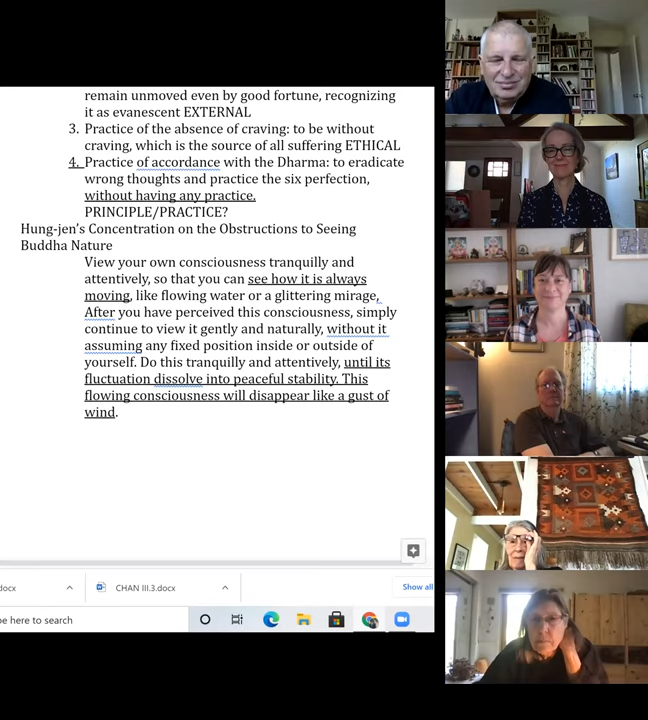 remain unmoved even by good fortune, recognizing
it as evanescent EXTERNAL
3. Practice of the absence of craving: to be without
craving, which is the source of all suffering ETHICAL
4. Practice of accordance with the Dharma: to eradicate
wrong thoughts and practice the six perfection,
without having any practice.
PRINCIPLE/PRACTICE?
Hung-jen's Concentration on the Obstructions to Seeing
Buddha Nature
View your own consciousness tranquilly and
attentively, so that you can see how it is always
moving, like flowing water or a glittering mirage,
After you have perceived this consciousness, simply
continue to view it gently and naturally, without it
assuming any fixed position inside or outside of
yourself. Do this tranquilly and attentively, until its
fluctuation dissolve into peaceful stability. This
flowing consciousness will disappear like a gust of
wind.
ocx CHAN III.3.docx Show all
e here to search